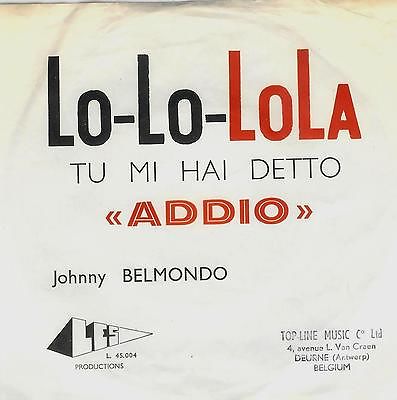 Lo-Lo-LoLA
TU MI HAI DETTO
«ADDIO»
Johnny BELMONDO
LES
L. 45.004
PRODUCTIONS
TOP-LINE MUSIC Cº Ltd
4, avenue L. Van Craen
DEURNE (Antwerp)
BELGIUM